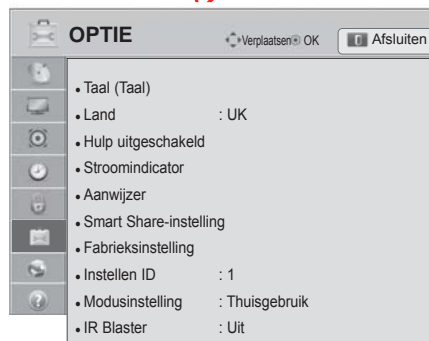 OPTIE Verplaatsen OK Afsluiten
• Taal (Taal)
• Land : UK
• Hulp uitgeschakeld
• Stroomindicator
• Aanwijzer
• Smart Share-instelling
• Fabrieksinstelling
• Instellen ID : 1
• Modusinstelling : Thuisgebruik
• IR Blaster : Uit